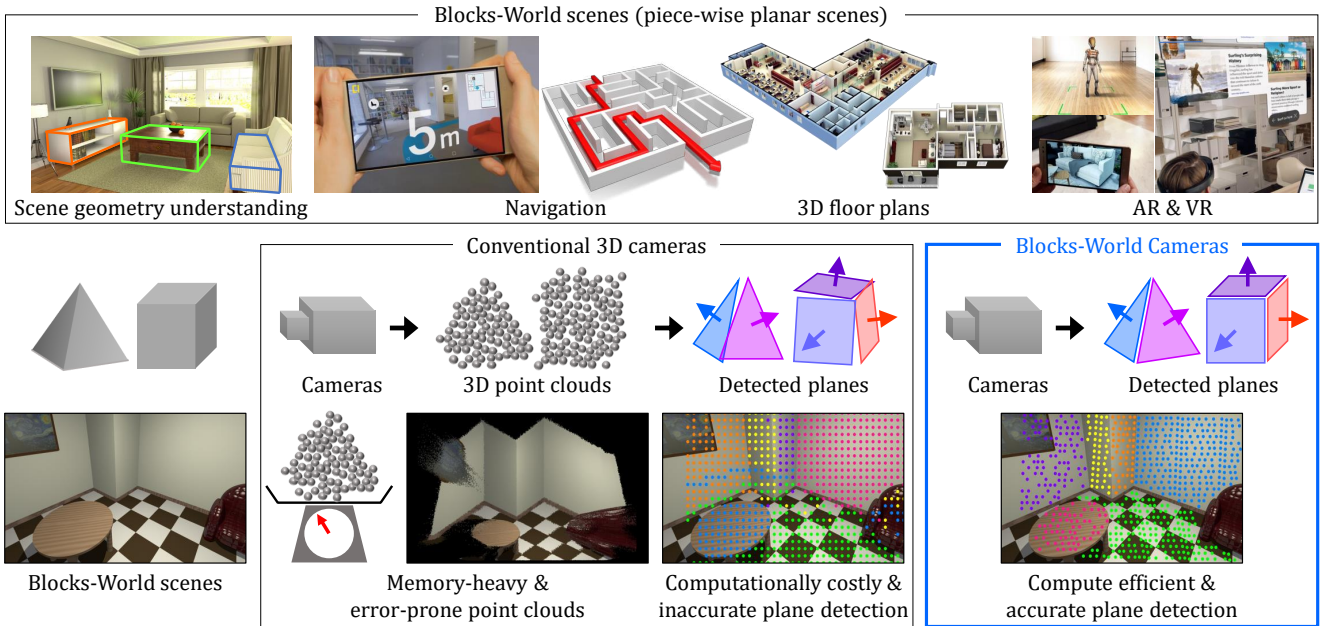 Blocks-World scenes (piece-wise planar scenes)
5 m
Scene geometry understanding
Navigation
3D floor plans
AR & VR
Conventional 3D cameras
Blocks-World Cameras
Cameras
3D point clouds
Detected planes
Cameras
Detected planes
Blocks-World scenes
Memory-heavy &
error-prone point clouds
Computationally costly &
inaccurate plane detection
Compute efficient &
accurate plane detection